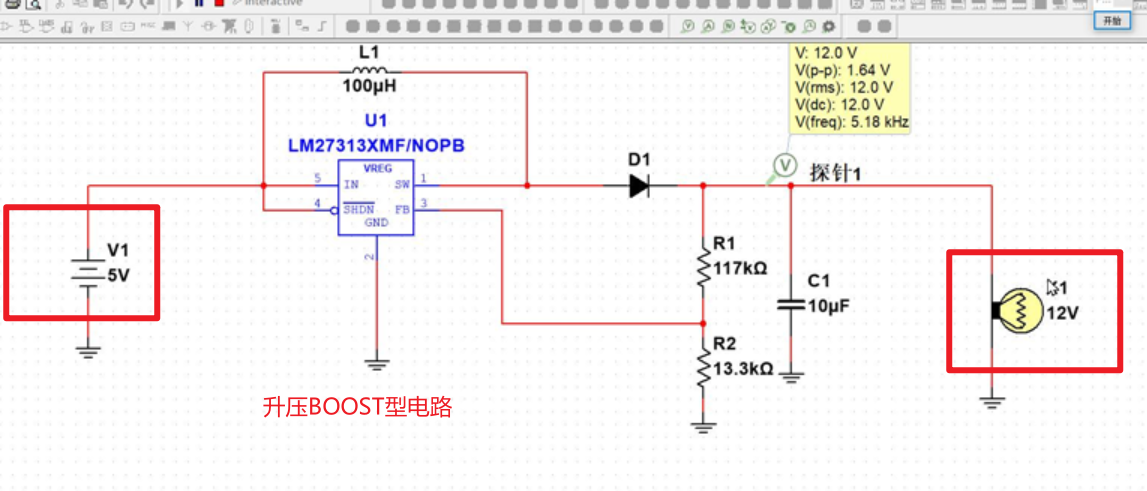 Interactive
开始
L1
100μH
U1
LM27313XMF/NOPB
VREG
5
IN
SW
1
4
SHDN
FB
3
GND
2
V1
5V
D1
V: 12.0 V
V(p-p): 1.64 V
V(rms): 12.0 V
V(dc): 12.0 V
V(freq): 5.18 kHz
V
探针1
R1
117kΩ
C1
10μF
R2
13.3kΩ
1
12V
升压BOOST型电路